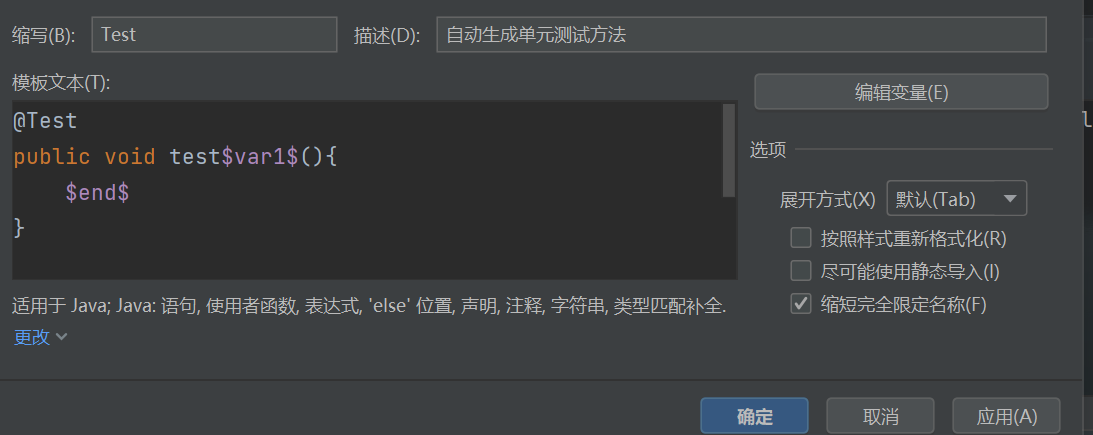 缩写(B): Test 描述(D): 自动生成单元测试方法
模板文本(T):
编辑变量(E)
@Test
public void test$var1$(){
    $end$
}
选项
展开方式(X) 默认(Tab)
按照样式重新格式化(R)
尽可能使用静态导入(I)
缩短完全限定名称(F)
适用于 Java; Java: 语句, 使用者函数, 表达式, 'else' 位置, 声明, 注释, 字符串, 类型匹配补全.
更改
确定 取消 应用(A)